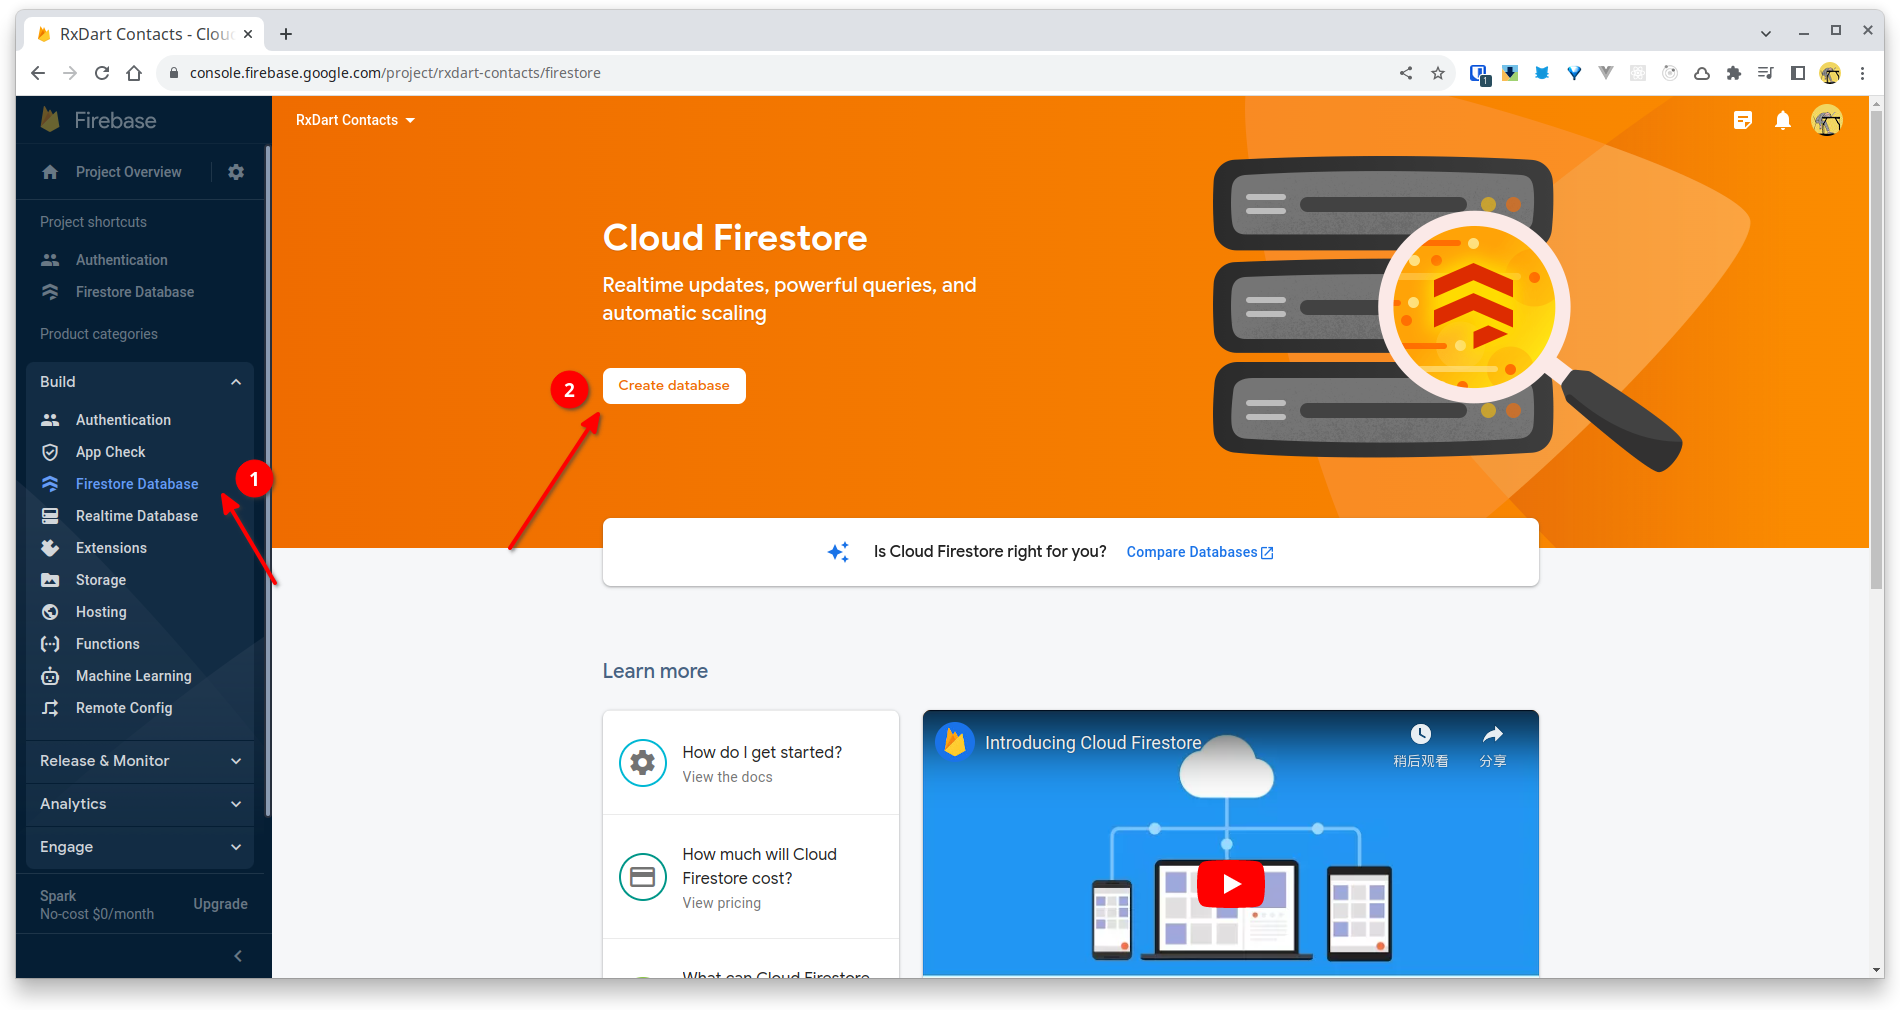 RxDart Contacts - Clou
console.firebase.google.com/project/rxdart-contacts/firestore
1
Firebase
RxDart Contacts
Project Overview
Project shortcuts
Authentication
Firestore Database
Product categories
Build
Authentication
App Check
Firestore Database
1
Realtime Database
Extensions
Storage
Hosting
Functions
Machine Learning
Remote Config
Release & Monitor
Analytics
Engage
Spark
No-cost $0/month
Upgrade
Cloud Firestore
Realtime updates, powerful queries, and
automatic scaling
2
Create database
Is Cloud Firestore right for you? Compare Databases
Learn more
How do I get started?
View the docs
How much will Cloud
Firestore cost?
View pricing
What can Cloud Firestore
Introducing Cloud Firestore
稍后观看
分享